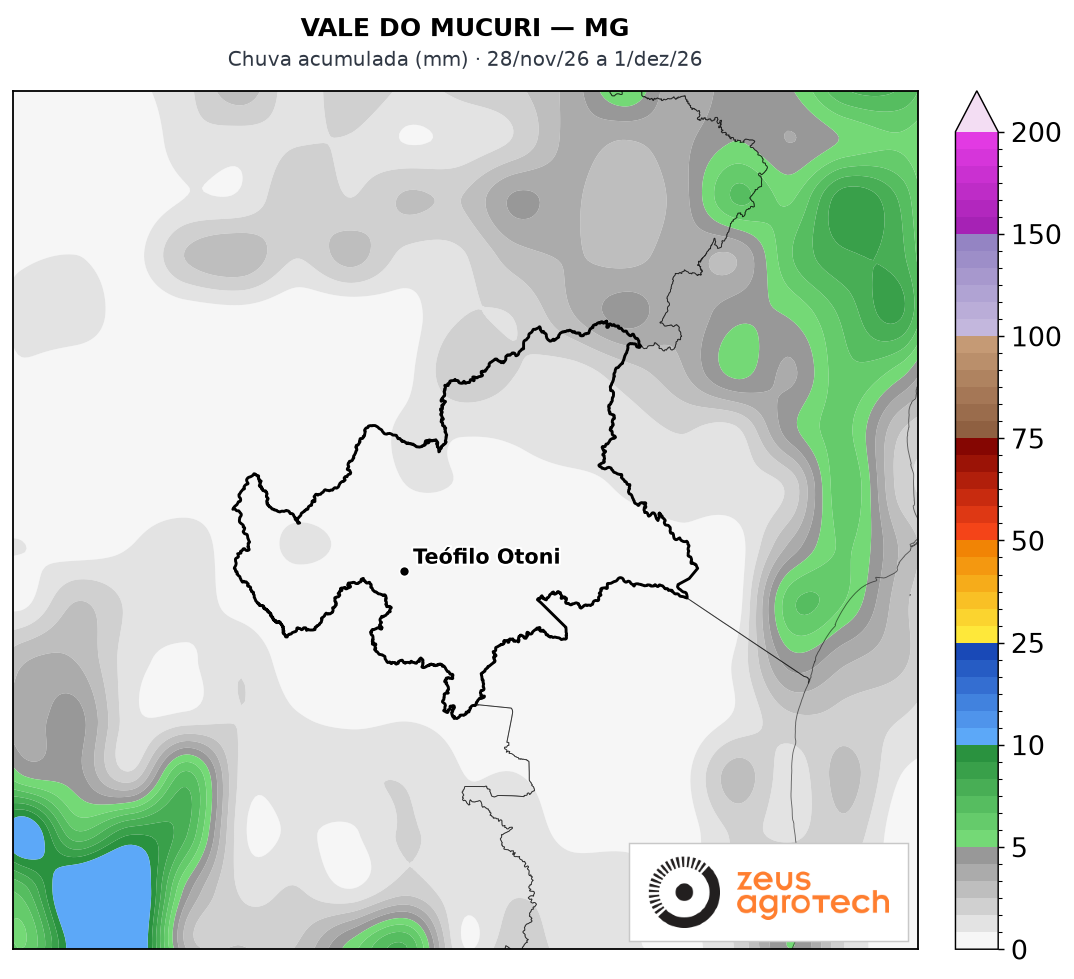 VALE DO MUCURI — MG
Chuva acumulada (mm) · 28/nov/26 a 1/dez/26
200
150
100
75
50
25
10
5
0
Teófilo Otoni
zeus
agrotech